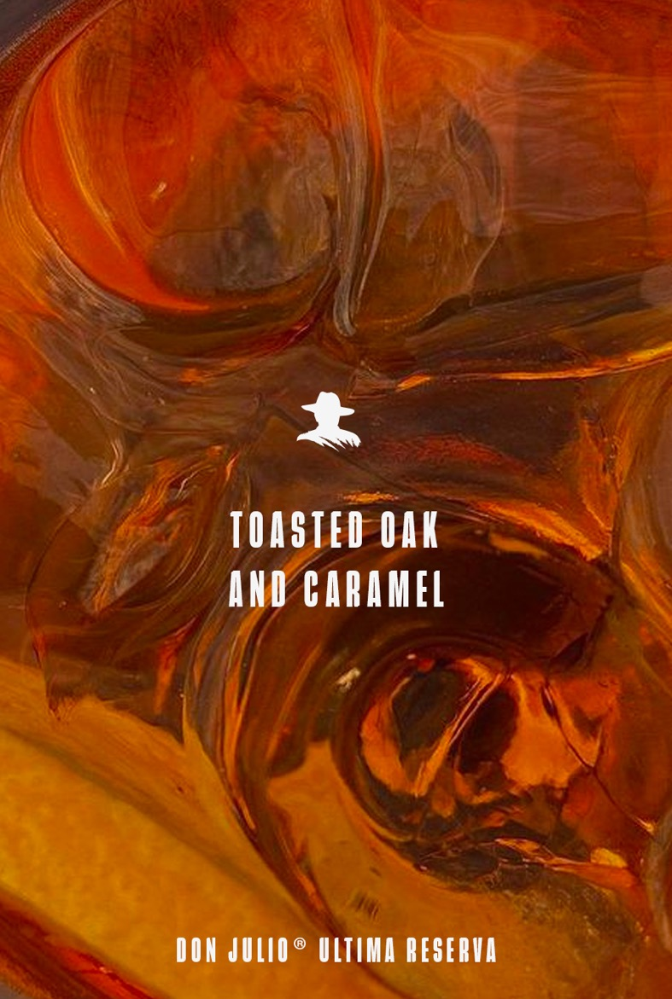 TOASTED OAK
AND CARAMEL
DON JULIO® ULTIMA RESERVA